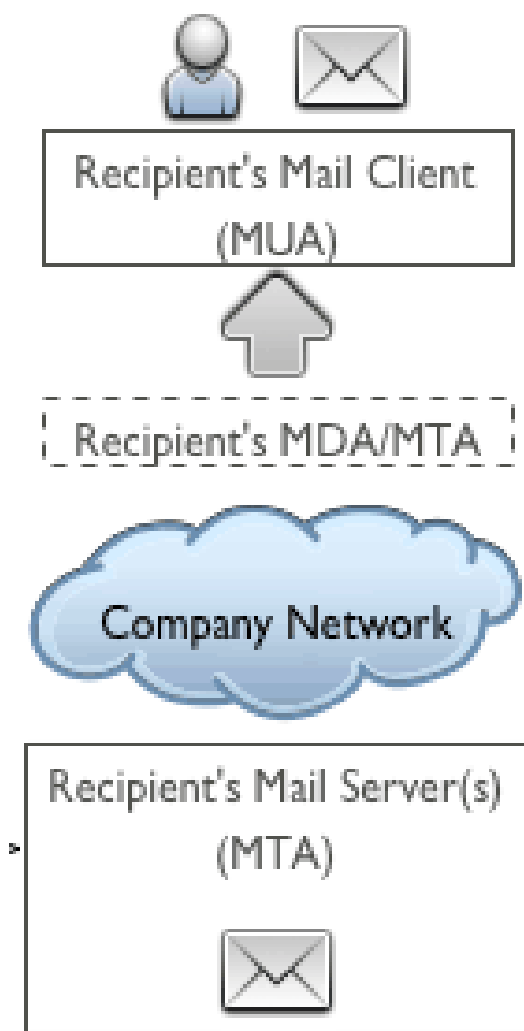 Recipient's Mail Client
(MUA)
Recipient's MDA/MTA
Company Network
Recipient's Mail Server(s)
(MTA)